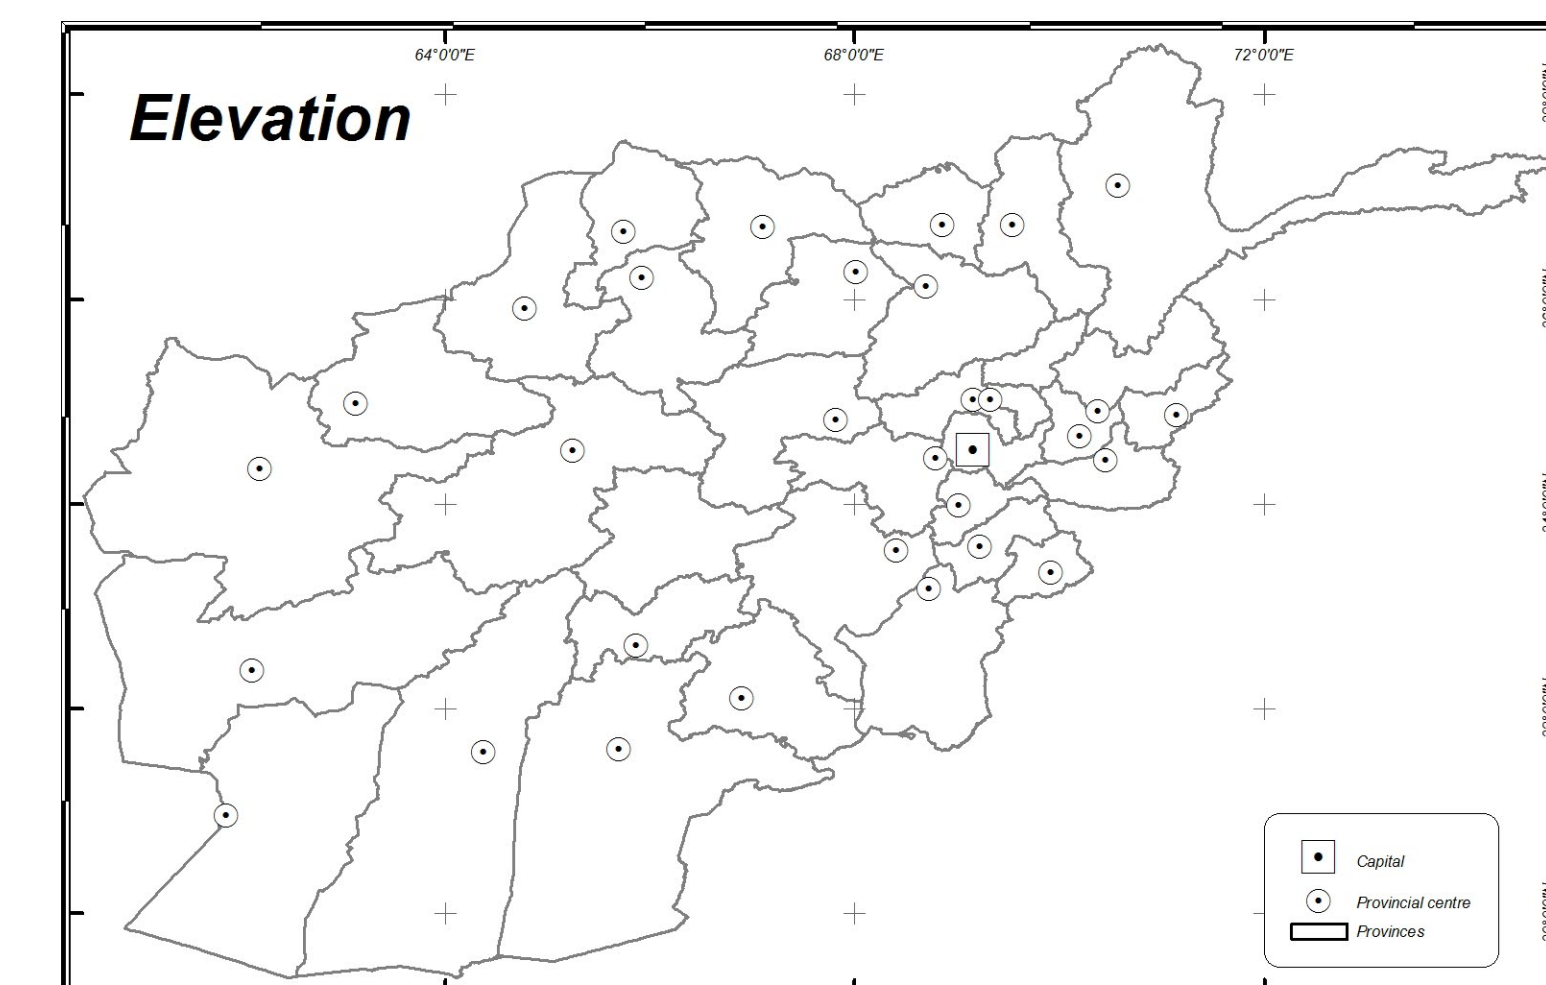 64°0'0"E
68°0'0"E
72°0'0"E
Elevation
Capital
Provincial centre
Provinces